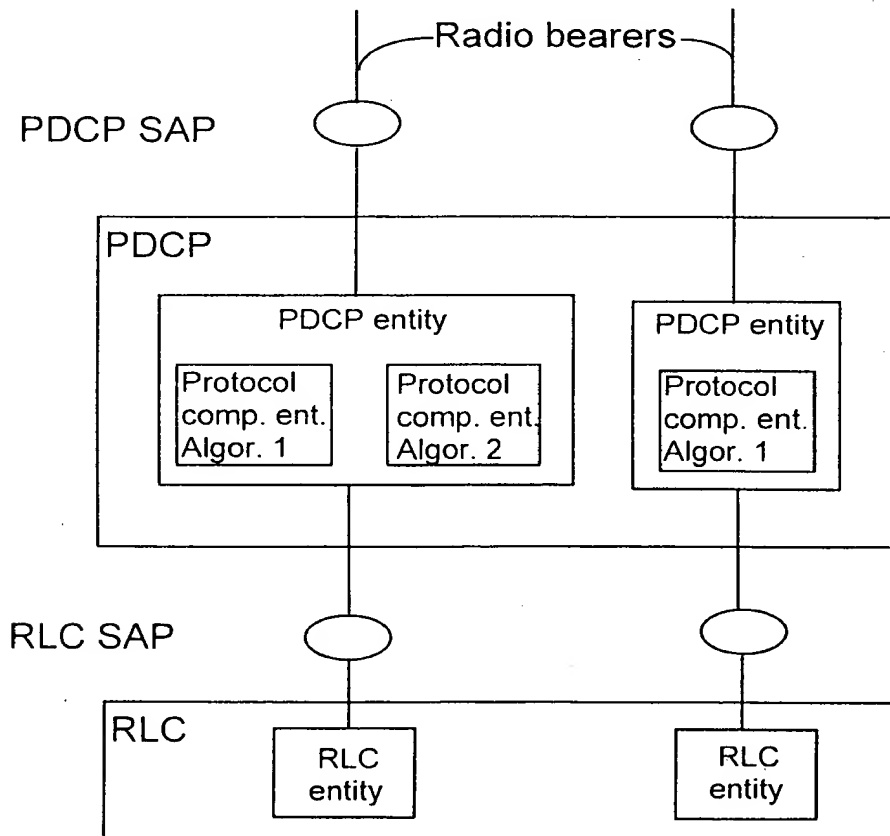 Radio bearers
PDCP SAP
PDCP
PDCP entity
Protocol
comp. ent.
Algor. 1
Protocol
comp. ent.
Algor. 2
PDCP entity
Protocol
comp. ent.
Algor. 1
RLC SAP
RLC
RLC
entity
RLC
entity